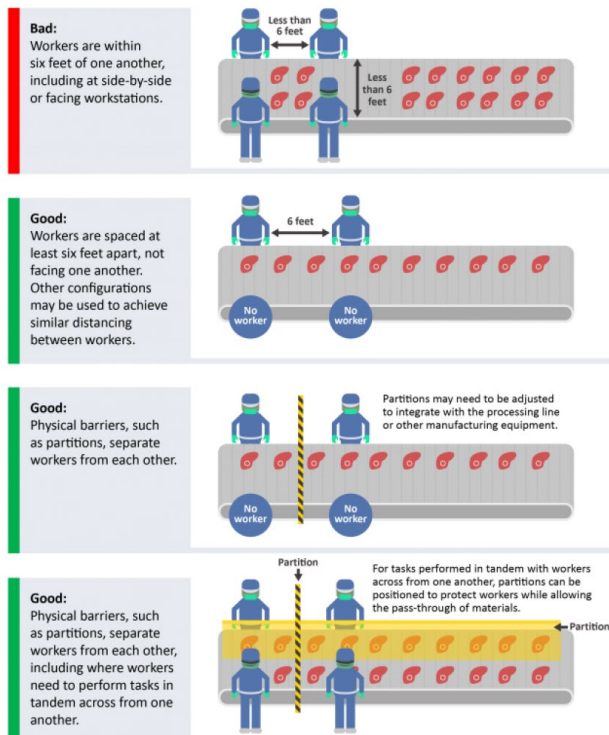 Bad:
Workers are within
six feet of one another,
including at side-by-side
or facing workstations.
Less than
6 feet
Less
than 6
feet
Good:
Workers are spaced at
least six feet apart, not
facing one another.
Other configurations
may be used to achieve
similar distancing
between workers.
6 feet
No
worker
No
worker
Good:
Physical barriers, such
as partitions, separate
workers from each other.
Partitions may need to be adjusted
to integrate with the processing line
or other manufacturing equipment.
No
worker
No
worker
Good:
Physical barriers, such
as partitions, separate
workers from each other,
including where workers
need to perform tasks in
tandem across from one
another.
Partition
For tasks performed in tandem with workers
across from one another, partitions can be
positioned to protect workers while allowing
the pass-through of materials.
Partition